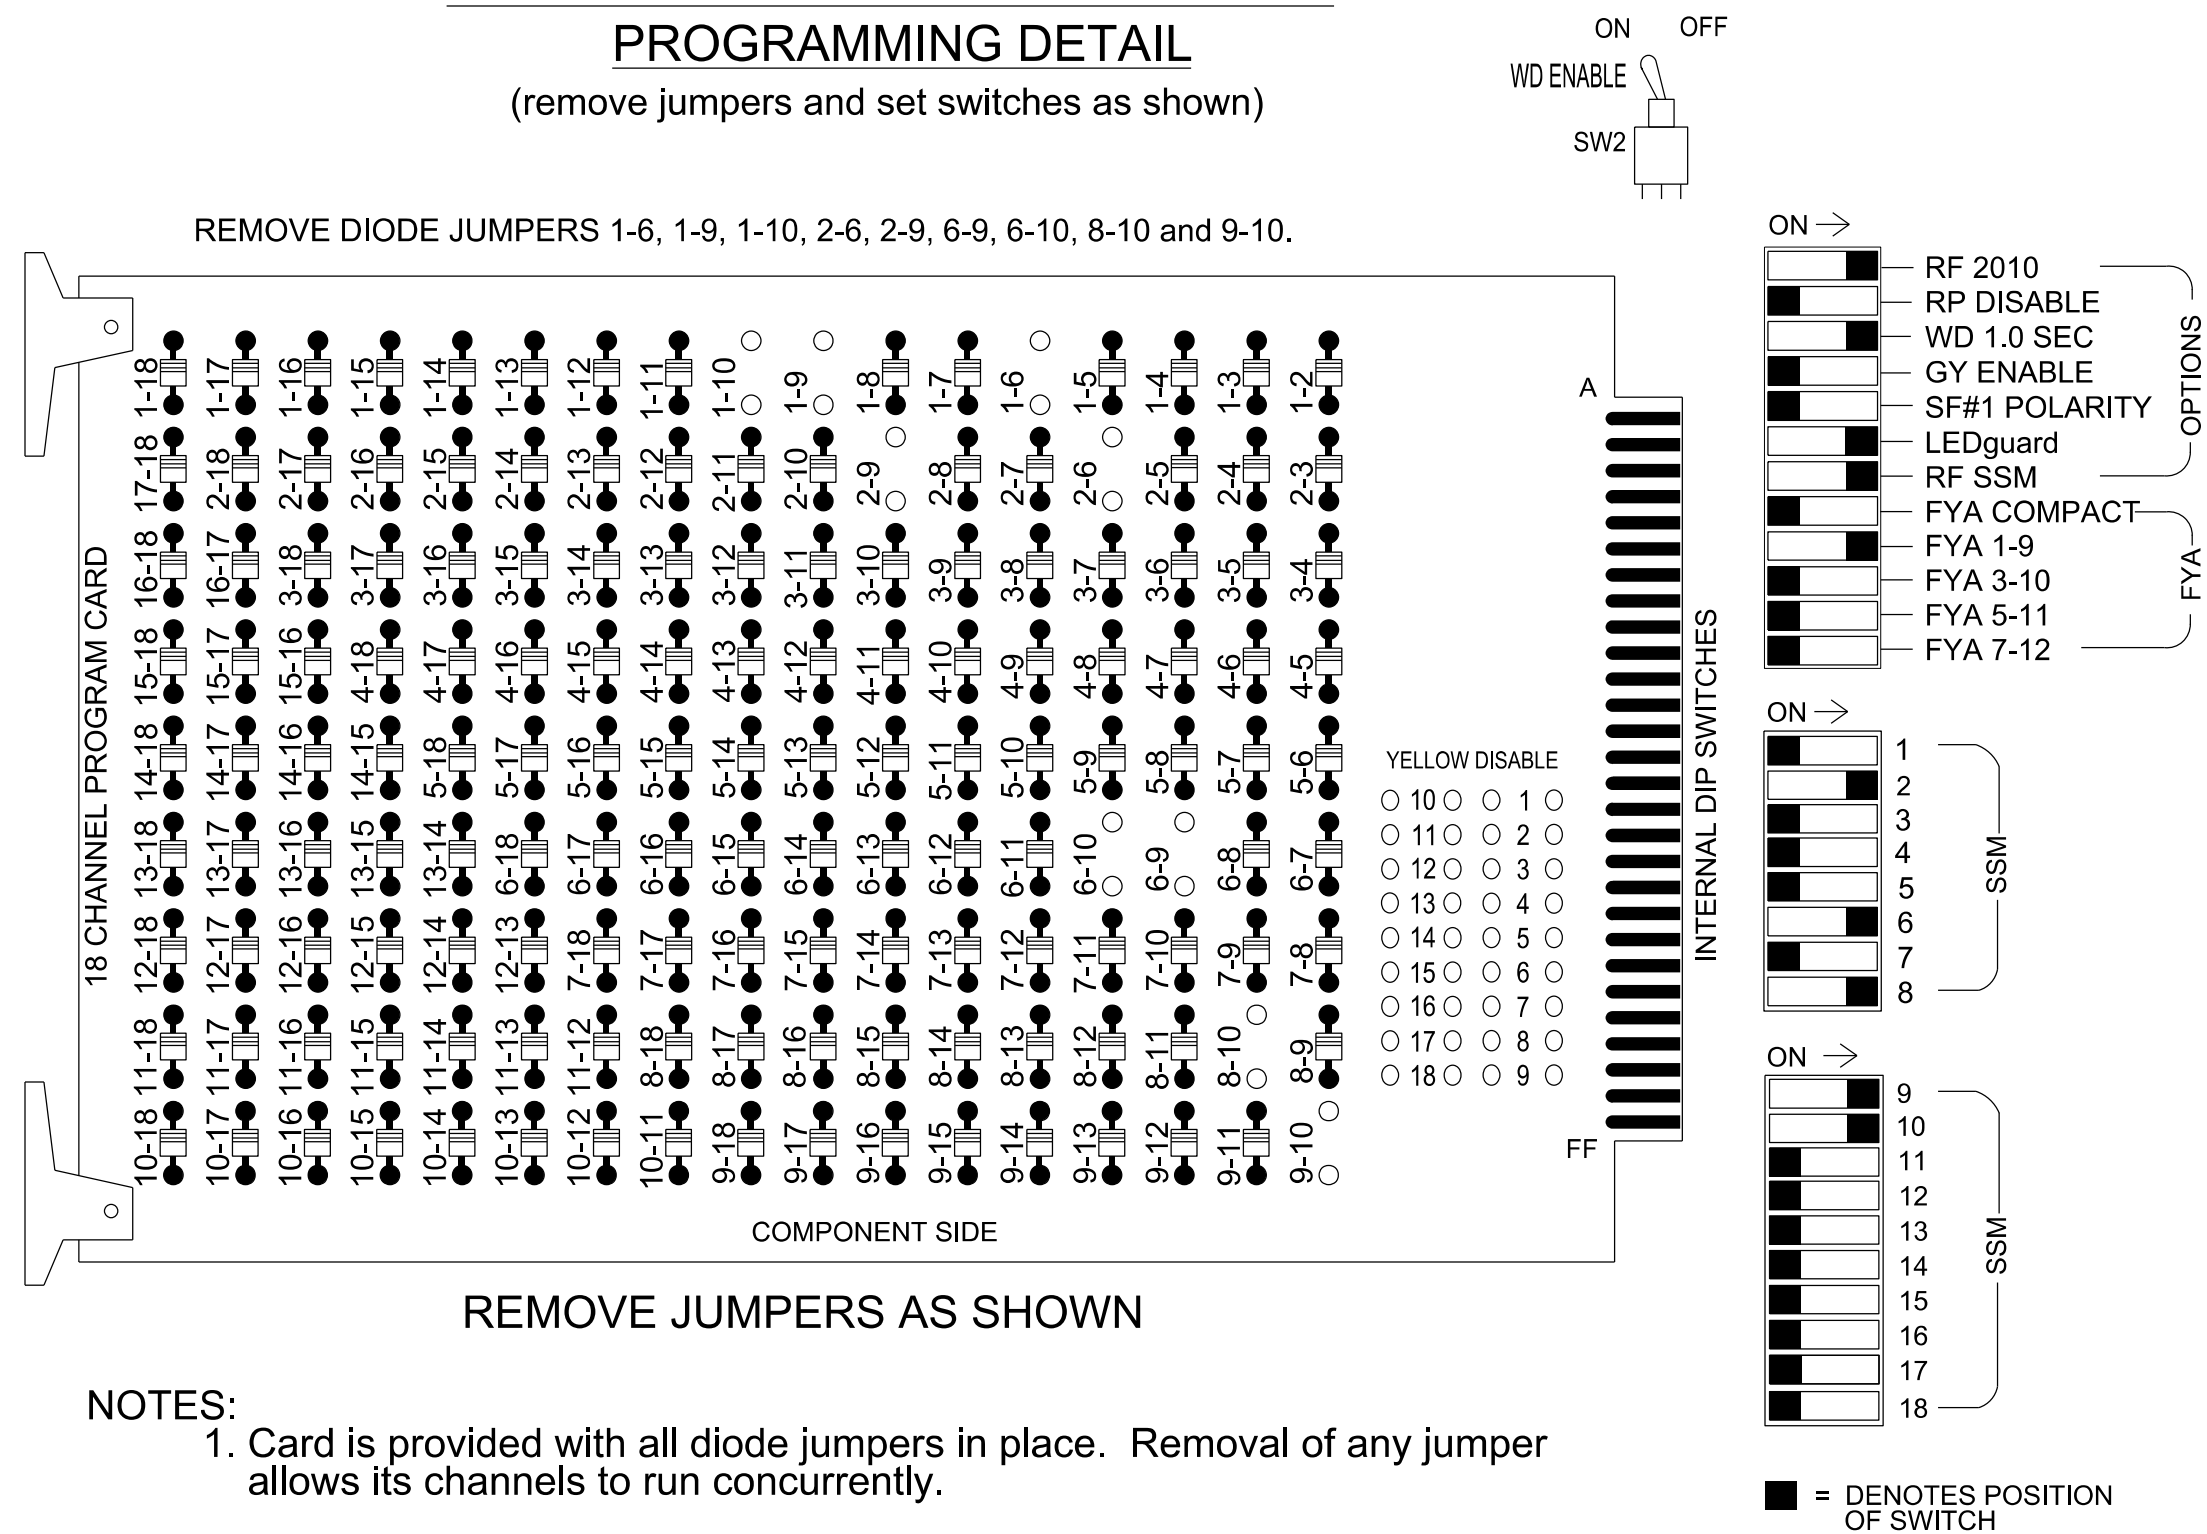 PROGRAMMING DETAIL
(remove jumpers and set switches as shown)
ON OFF
WD ENABLE
SW2
REMOVE DIODE JUMPERS 1-6, 1-9, 1-10, 2-6, 2-9, 6-9, 6-10, 8-10 and 9-10.
18 CHANNEL PROGRAM CARD
1-18 1-17 1-16 1-15 1-14 1-13 1-12 1-11 1-10 1-9 1-8 1-7 1-6 1-5 1-4 1-3 1-2
17-18 2-18 2-17 2-16 2-15 2-14 2-13 2-12 2-11 2-10 2-9 2-8 2-7 2-6 2-5 2-4 2-3
16-18 16-17 3-18 3-17 3-16 3-15 3-14 3-13 3-12 3-11 3-10 3-9 3-8 3-7 3-6 3-5 3-4
15-18 15-17 15-16 4-18 4-17 4-16 4-15 4-14 4-13 4-12 4-11 4-10 4-9 4-8 4-7 4-6 4-5
14-18 14-17 14-16 14-15 5-18 5-17 5-16 5-15 5-14 5-13 5-12 5-11 5-10 5-9 5-8 5-7 5-6
13-18 13-17 13-16 13-15 13-14 6-18 6-17 6-16 6-15 6-14 6-13 6-12 6-11 6-10 6-9 6-8 6-7
12-18 12-17 12-16 12-15 12-14 12-13 7-18 7-17 7-16 7-15 7-14 7-13 7-12 7-11 7-10 7-9 7-8
11-18 11-17 11-16 11-15 11-14 11-13 11-12 8-18 8-17 8-16 8-15 8-14 8-13 8-12 8-11 8-10 8-9
10-18 10-17 10-16 10-15 10-14 10-13 10-12 10-11 9-18 9-17 9-16 9-15 9-14 9-13 9-12 9-11 9-10
COMPONENT SIDE
YELLOW DISABLE
10 1
11 2
12 3
13 4
14 5
15 6
16 7
17 8
18 9
A
FF
INTERNAL DIP SWITCHES
ON
RF 2010
RP DISABLE
WD 1.0 SEC
GY ENABLE
SF#1 POLARITY
LEDguard
RF SSM
OPTIONS
FYA COMPACT
FYA 1-9
FYA 3-10
FYA 5-11
FYA 7-12
FYA
ON
1
2
3
4
5
6
7
8
SSM
ON
9
10
11
12
13
14
15
16
17
18
SSM
REMOVE JUMPERS AS SHOWN
NOTES:
1. Card is provided with all diode jumpers in place. Removal of any jumper
allows its channels to run concurrently.
= DENOTES POSITION
OF SWITCH